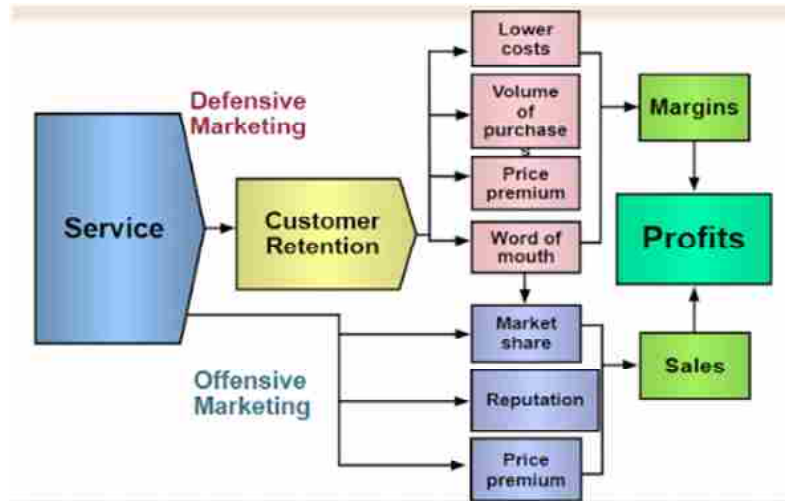 Defensive
Marketing
Service
Customer
Retention
Lower
costs
Volume
of
purchase
s
Price
premium
Word of
mouth
Margins
Profits
Offensive
Marketing
Market
share
Reputation
Price
premium
Sales